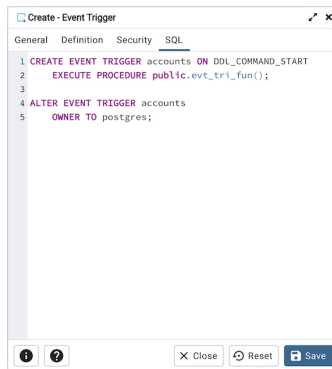 Create - Event Trigger
General Definition Security SQL
1 CREATE EVENT TRIGGER accounts ON DDL_COMMAND_START
2 EXECUTE PROCEDURE public.evt_tri_fun();
3
4 ALTER EVENT TRIGGER accounts
5 OWNER TO postgres;
Close Reset Save